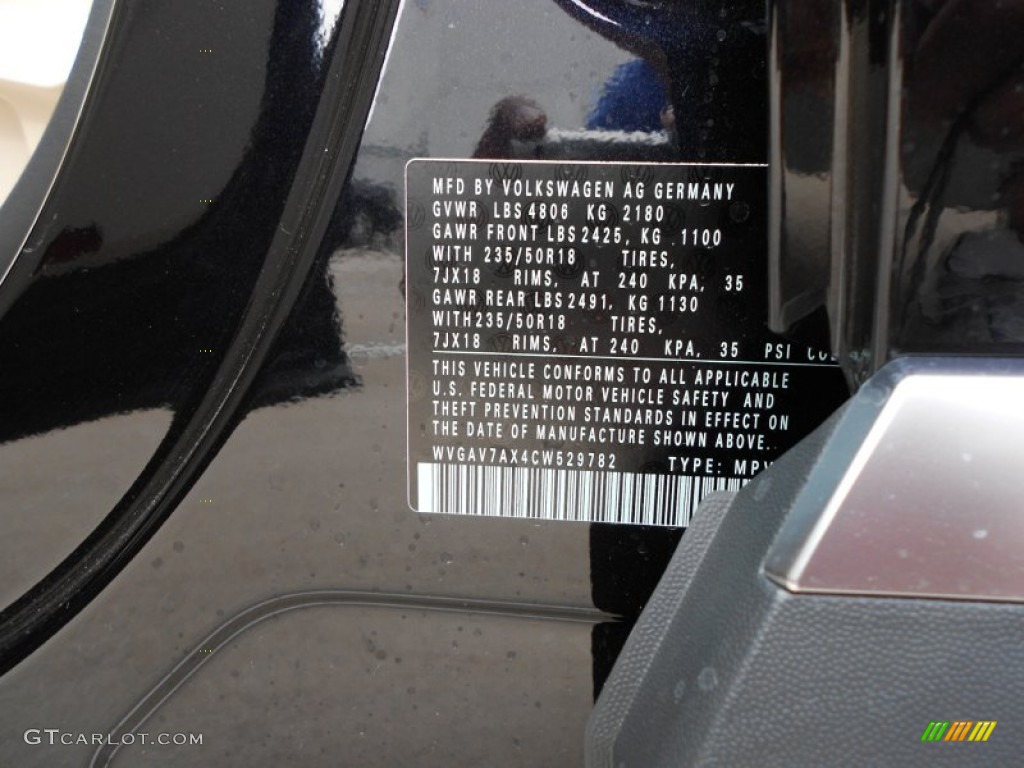 MFD BY VOLKSWAGEN AG GERMANY
GVWR LBS 4806 KG 2180
GAWR FRONT LBS 2425, KG 1100
WITH 235/50R18 TIRES,
7JX18 RIMS, AT 240 KPA, 35
GAWR REAR LBS 2491, KG 1130
WITH 235/50R18 TIRES,
7JX18 RIMS, AT 240 KPA, 35 PSI
THIS VEHICLE CONFORMS TO ALL APPLICABLE
U.S. FEDERAL MOTOR VEHICLE SAFETY AND
THEFT PREVENTION STANDARDS IN EFFECT ON
THE DATE OF MANUFACTURE SHOWN ABOVE.
WVGAV7AX4CW529782 TYPE: MPV
GTCARLOT.COM